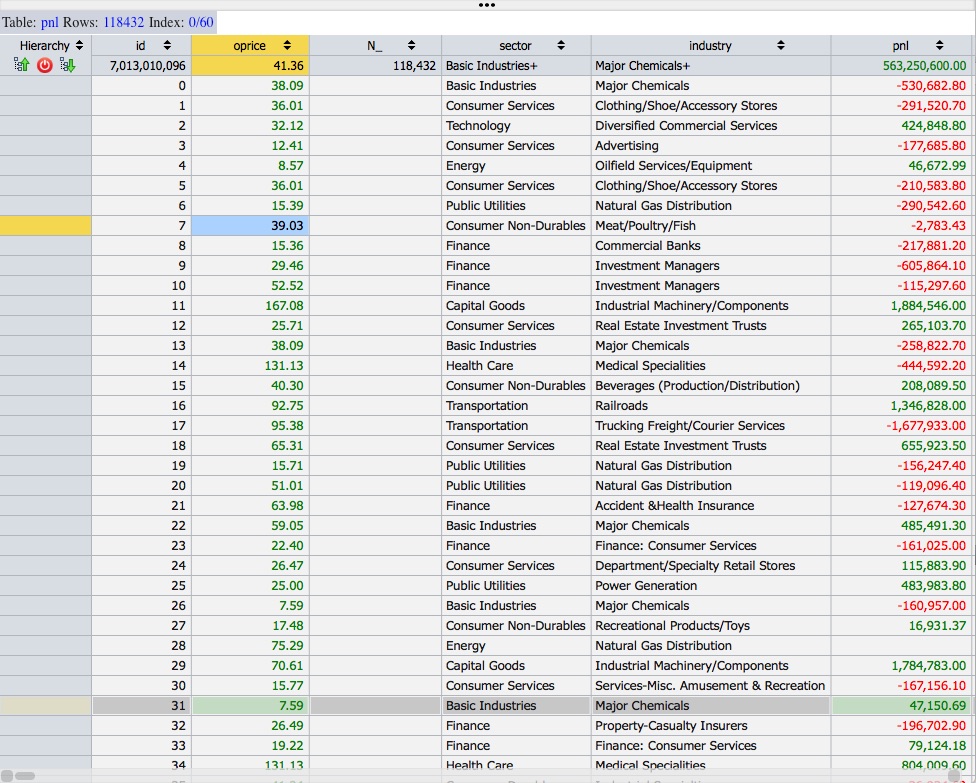 Table: pnl Rows: 118432 Index: 0/60
Hierarchy id oprice N_ sector industry pnl
7,013,010,096 41.36 118,432 Basic Industries+ Major Chemicals+ 563,250,600.00
0 38.09 Basic Industries Major Chemicals -530,682.80
1 36.01 Consumer Services Clothing/Shoe/Accessory Stores -291,520.70
2 32.12 Technology Diversified Commercial Services 424,848.80
3 12.41 Consumer Services Advertising -177,685.80
4 8.57 Energy Oilfield Services/Equipment 46,672.99
5 36.01 Consumer Services Clothing/Shoe/Accessory Stores -210,583.80
6 15.39 Public Utilities Natural Gas Distribution -290,542.60
7 39.03 Consumer Non-Durables Meat/Poultry/Fish -2,783.43
8 15.36 Finance Commercial Banks -217,881.20
9 29.46 Finance Investment Managers -605,864.10
10 52.52 Finance Investment Managers -115,297.60
11 167.08 Capital Goods Industrial Machinery/Components 1,884,546.00
12 25.71 Consumer Services Real Estate Investment Trusts 265,103.70
13 38.09 Basic Industries Major Chemicals -258,822.70
14 131.13 Health Care Medical Specialities -444,592.20
15 40.30 Consumer Non-Durables Beverages (Production/Distribution) 208,089.50
16 92.75 Transportation Railroads 1,346,828.00
17 95.38 Transportation Trucking Freight/Courier Services -1,677,933.00
18 65.31 Consumer Services Real Estate Investment Trusts 655,923.50
19 15.71 Public Utilities Natural Gas Distribution -156,247.40
20 51.01 Public Utilities Natural Gas Distribution -119,096.40
21 63.98 Finance Accident &Health Insurance -127,674.30
22 59.05 Basic Industries Major Chemicals 485,491.30
23 22.40 Finance Finance: Consumer Services -161,025.00
24 26.47 Consumer Services Department/Specialty Retail Stores 115,883.90
25 25.00 Public Utilities Power Generation 483,983.80
26 7.59 Basic Industries Major Chemicals -160,957.00
27 17.48 Consumer Non-Durables Recreational Products/Toys 16,931.37
28 75.29 Energy Natural Gas Distribution
29 70.61 Capital Goods Industrial Machinery/Components 1,784,783.00
30 15.77 Consumer Services Services-Misc. Amusement & Recreation -167,156.10
31 7.59 Basic Industries Major Chemicals 47,150.69
32 26.49 Finance Property-Casualty Insurers -196,702.90
33 19.22 Finance Finance: Consumer Services 79,124.18
34 131.13 Health Care Medical Specialities 804,009.60